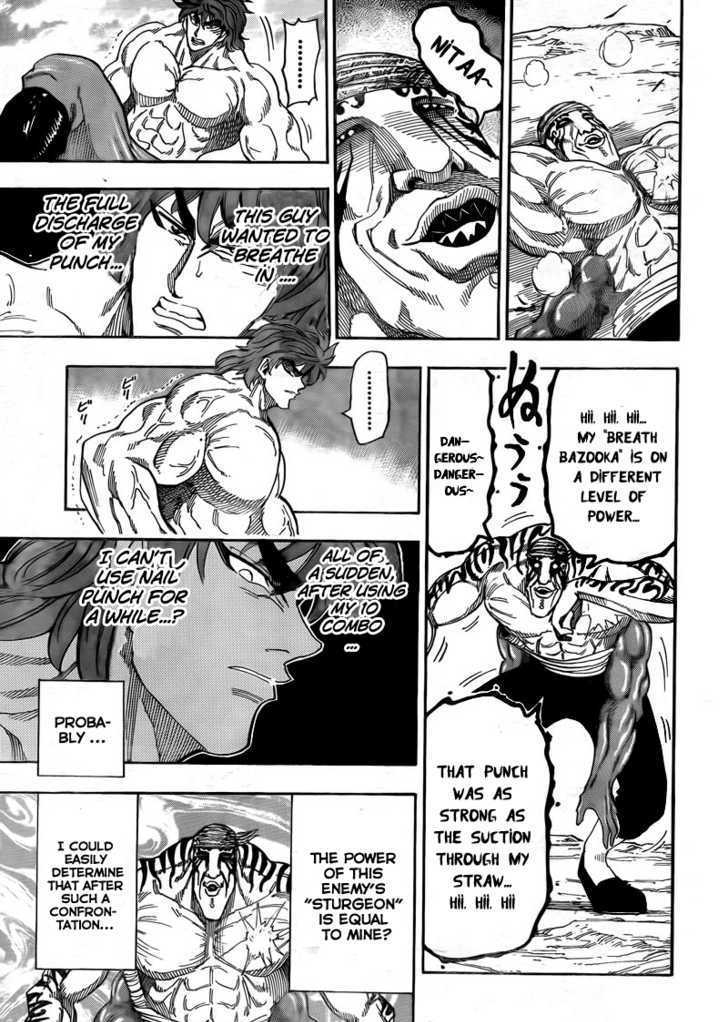 NITAA~
.........
THIS GUY
WANTED TO
BREATHE
IN ....
THE FULL
DISCHARGE
OF MY
PUNCH...
HII. HII. HII...
MY "BREATH
BAZOOKA" IS ON
A DIFFERENT
LEVEL OF
POWER...
ぬぅぅ
DAN-
GEROUS~
DANGER-
OUS~
THAT PUNCH
WAS AS
STRONG AS
THE SUCTION
THROUGH MY
STRAW...
HII. HII. HII
.........
ALL OF
A SUDDEN,
AFTER USING
MY 10
COMBO
...
I CAN'T
USE NAIL
PUNCH FOR
A WHILE...?
PROBA-
BLY ...
THE POWER
OF THIS
ENEMY'S
"STURGEON"
IS EQUAL
TO MINE?
I COULD
EASILY
DETERMINE
THAT AFTER
SUCH A
CONFRON-
TATION...